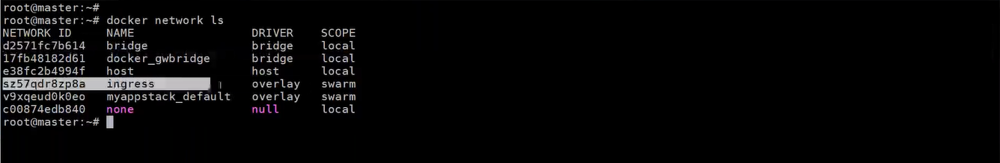 root@master:~#
root@master:~# docker network ls
NETWORK ID     NAME                 DRIVER    SCOPE
d2571fc7b614   bridge               bridge    local
17fb48182d61   docker_gwbridge      bridge    local
e38fc2b4994f   host                 host      local
sz57qdr8zp8a   ingress              overlay   swarm
v9xqeud0k0eo   myappstack_default   overlay   swarm
c00874edb840   none                 null      local
root@master:~#